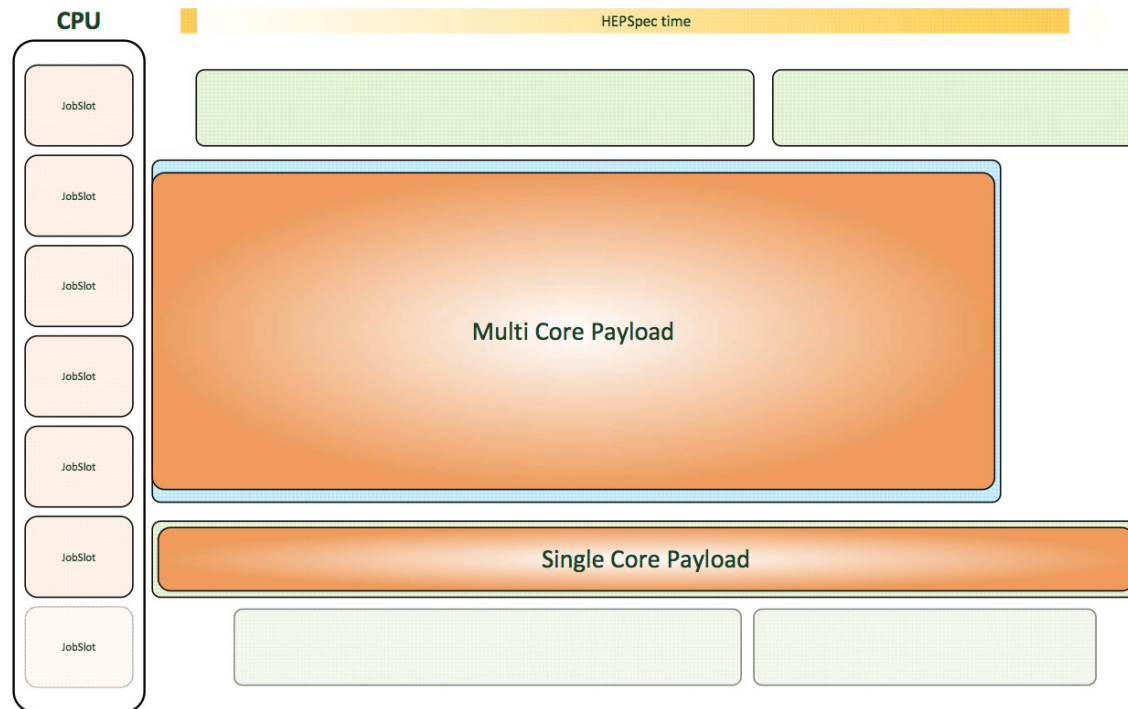 CPU
HEPSpec time
JobSlot
JobSlot
JobSlot
JobSlot
JobSlot
JobSlot
JobSlot
Multi Core Payload
Single Core Payload